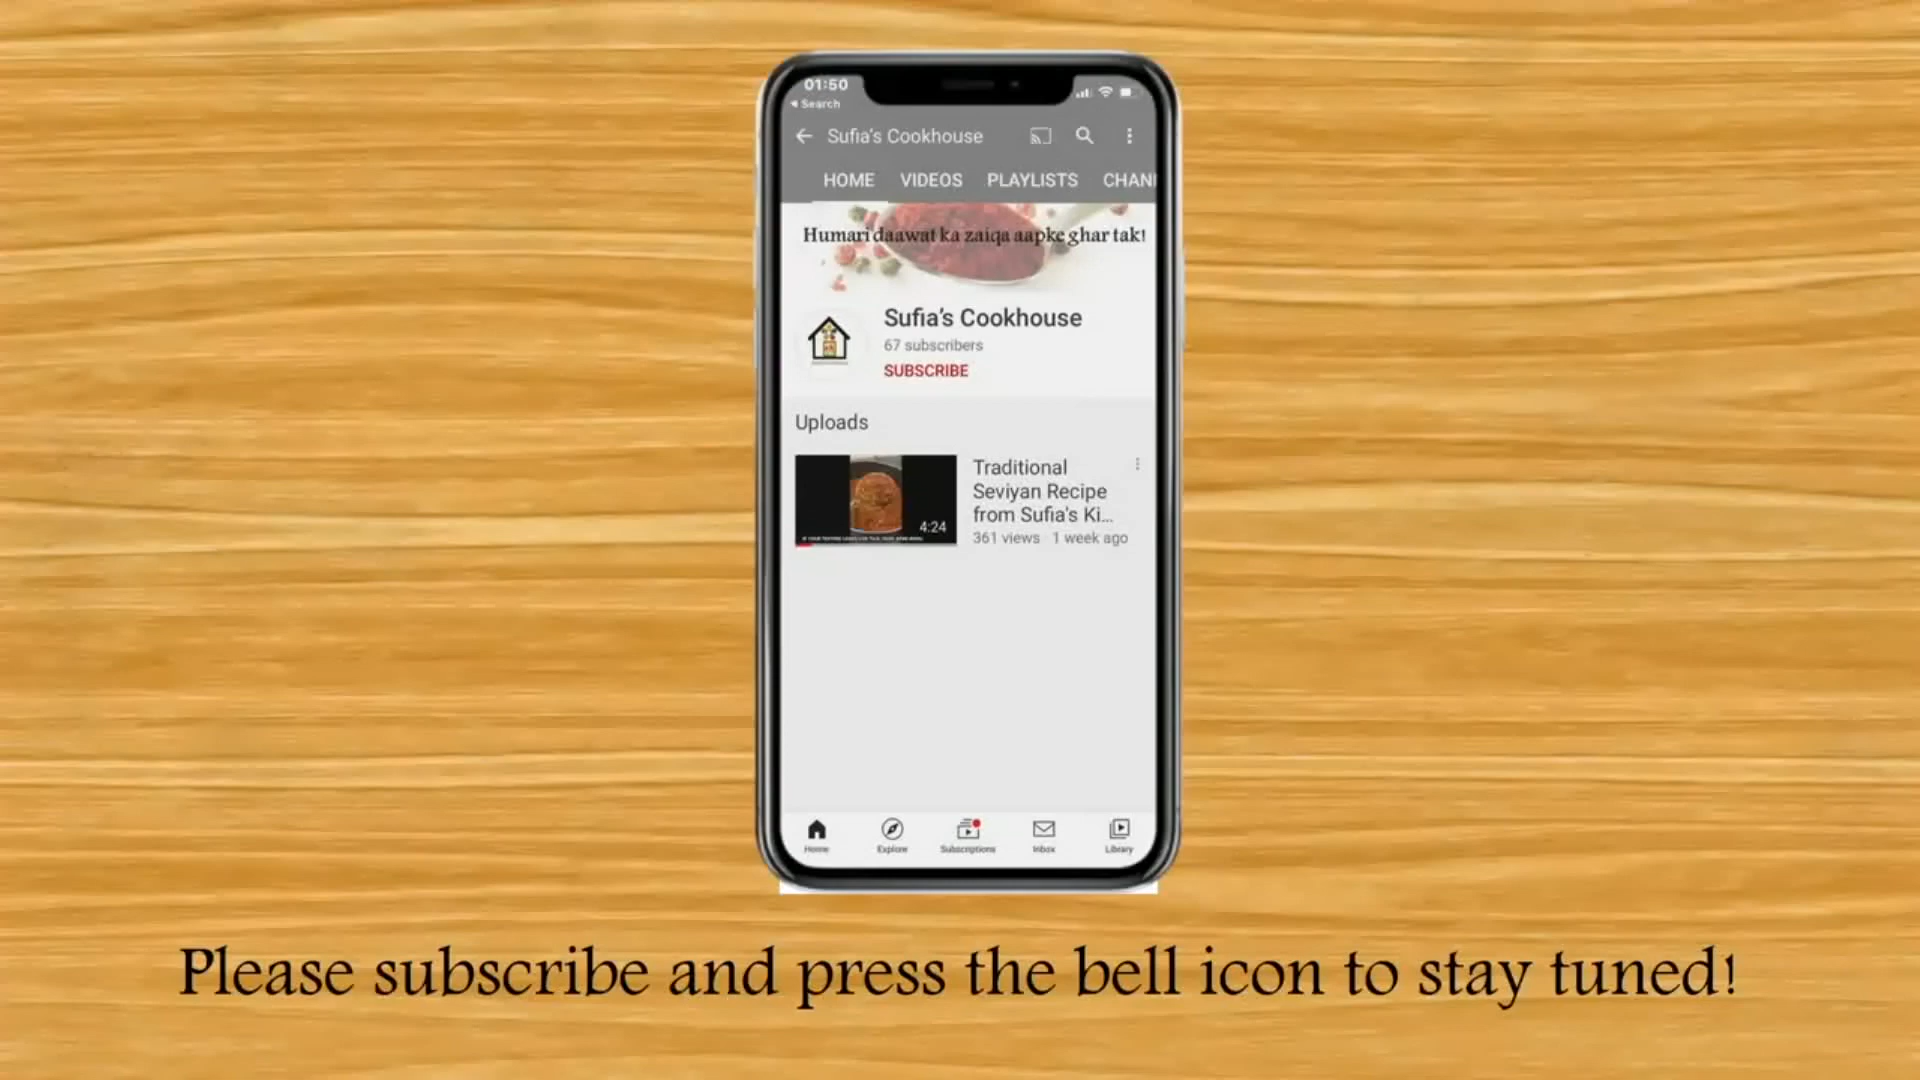 01:50
Search
Sufia's Cookhouse
HOME VIDEOS PLAYLISTS CHAN
Humari daawat ka zaiqa aapke ghar tak!
Sufia's Cookhouse
67 subscribers
SUBSCRIBE
Uploads
Traditional
Seviyan Recipe
from Sufia's Ki...
4:24
361 views · 1 week ago
Home Explore Subscriptions Inbox Library
Please subscribe and press the bell icon to stay tuned!